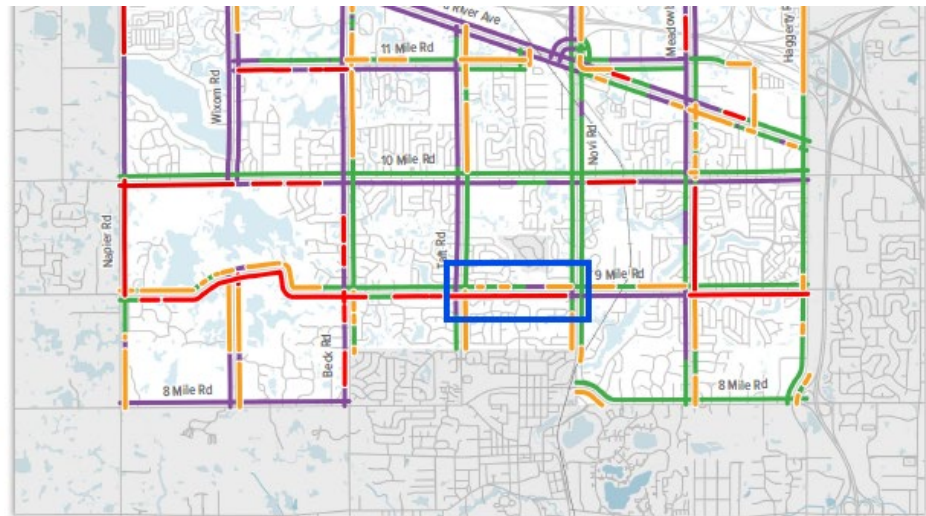 River Ave
Meadow
Haggerty
11 Mile Rd
Wixom Rd
Novi Rd
10 Mile Rd
Napier Rd
Taft Rd
9 Mile Rd
Beck Rd
8 Mile Rd
8 Mile Rd